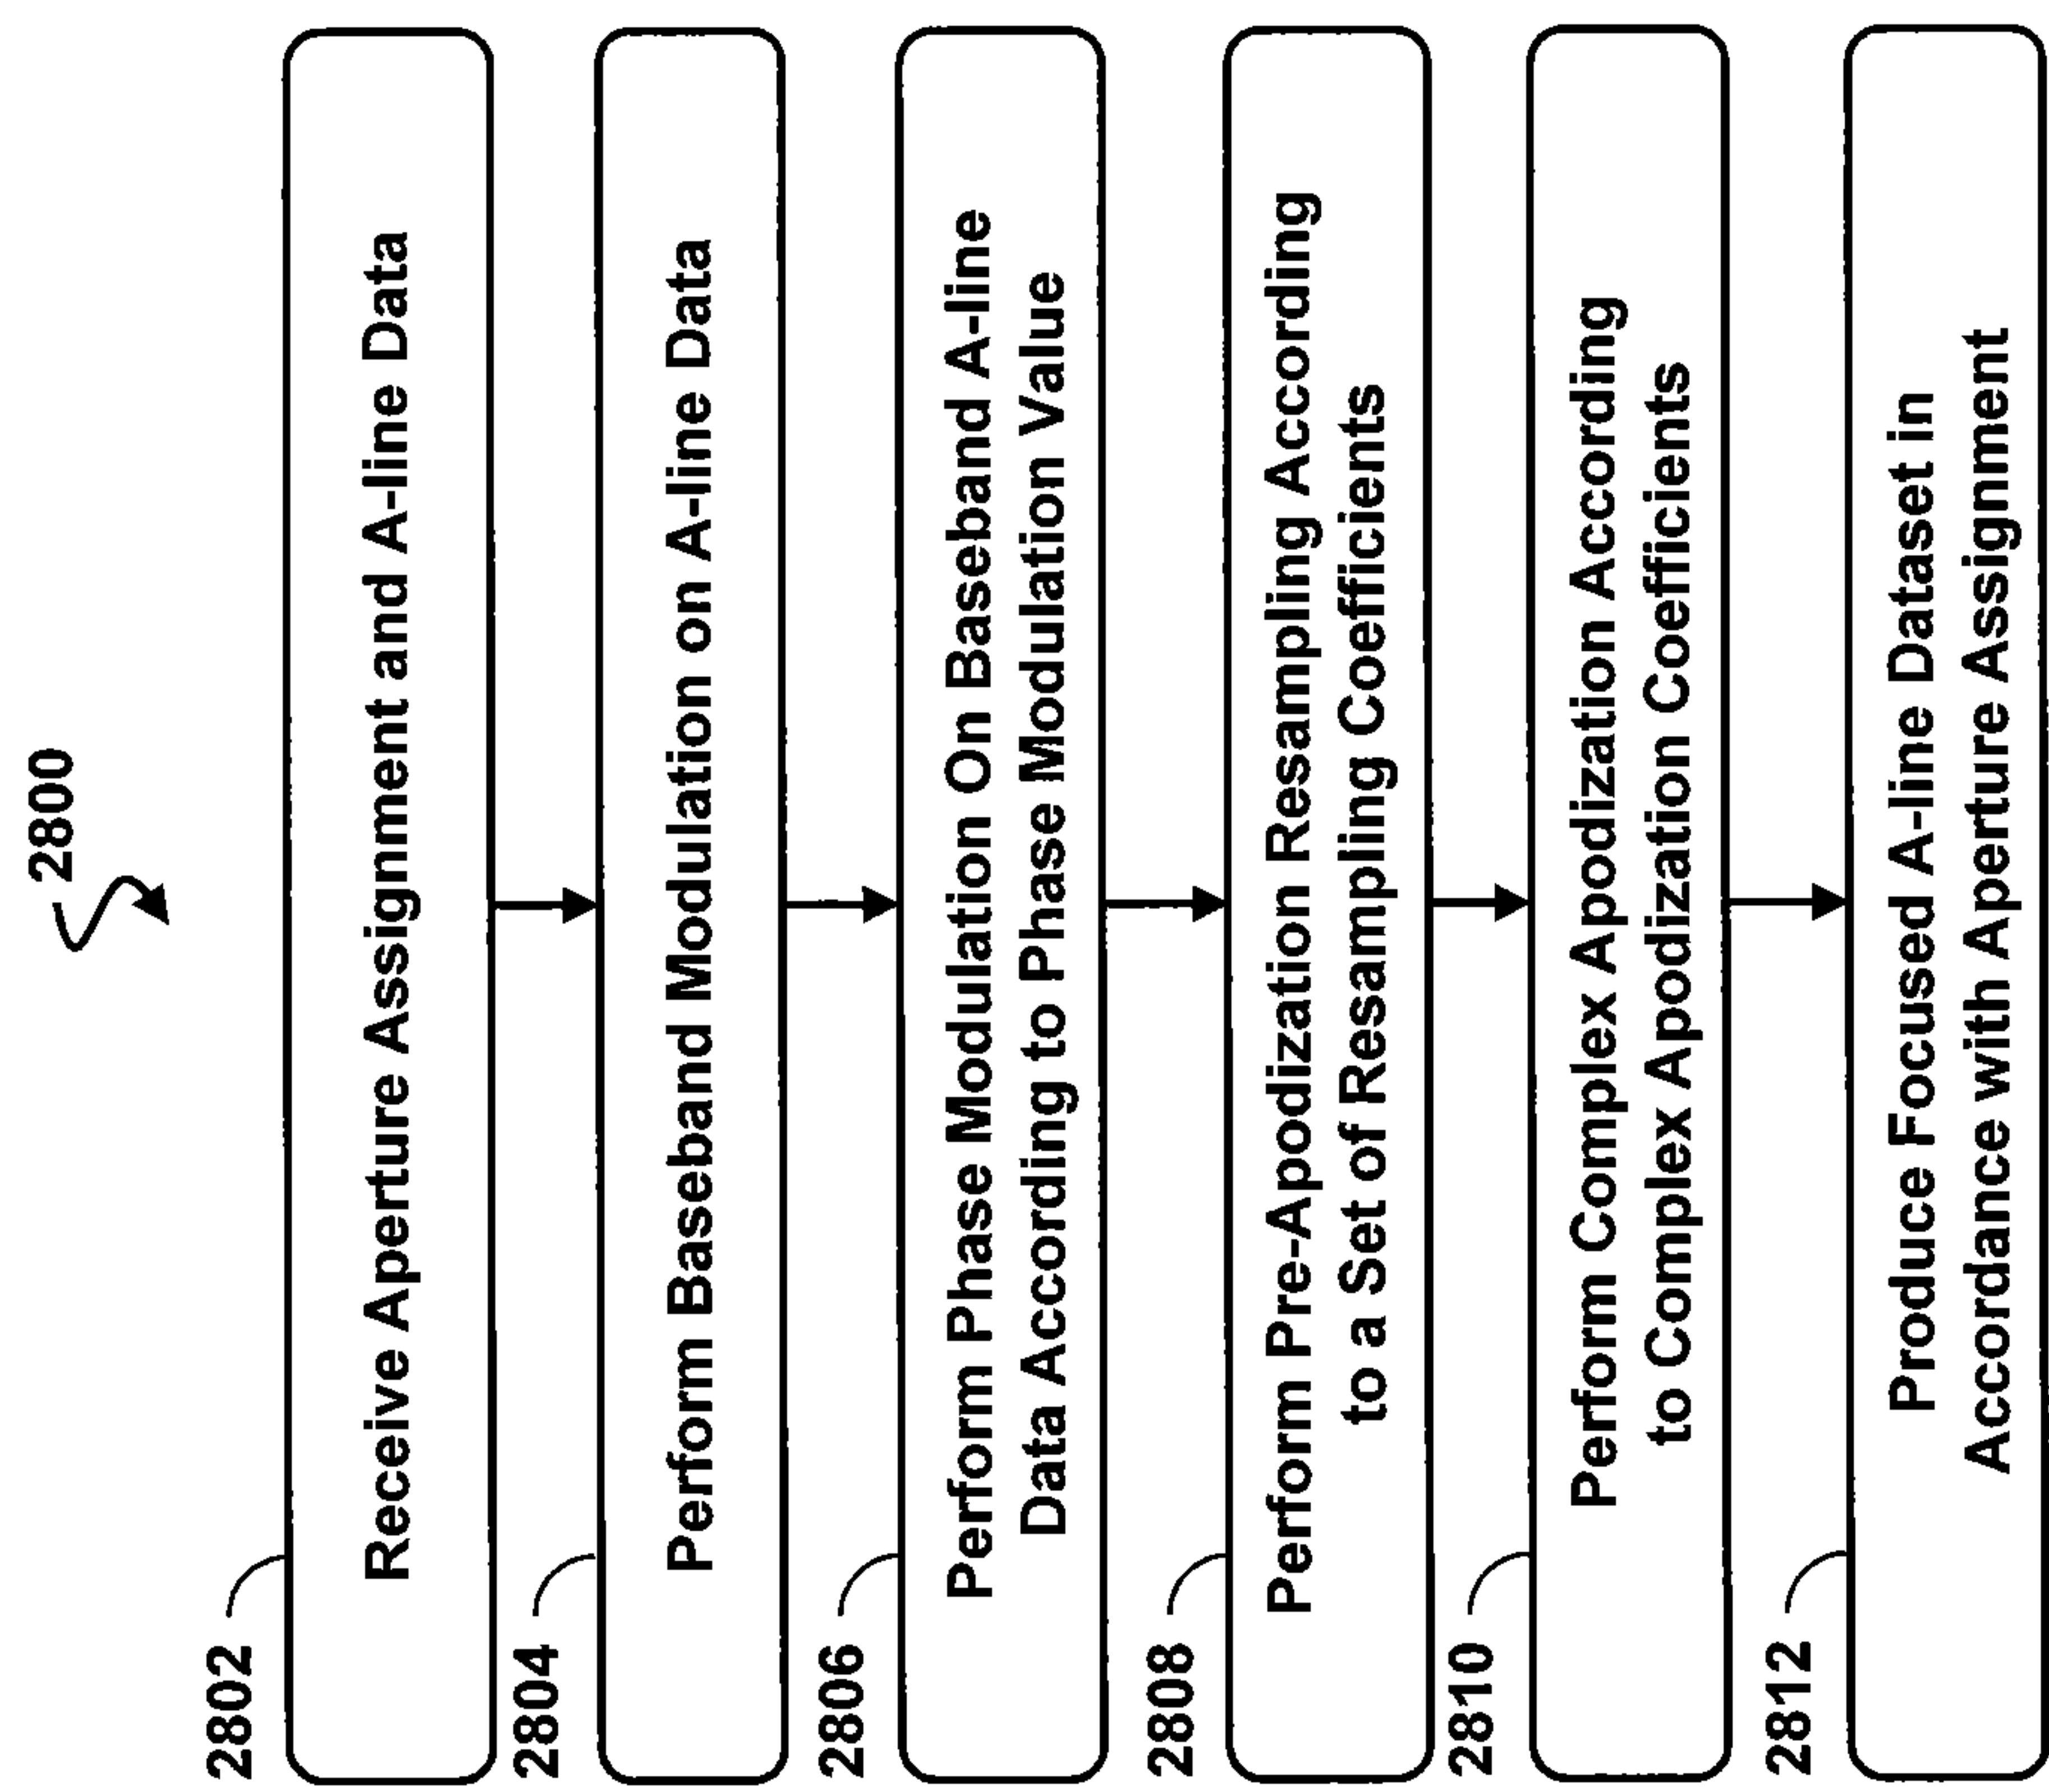 2800
2802
Receive Aperture Assignment and A-line Data
2804
Perform Baseband Modulation on A-line Data
2806
Perform Phase Modulation On Baseband A-line
Data According to Phase Modulation Value
2808
Perform Pre-Apodization Resampling According
to a Set of Resampling Coefficients
2810
Perform Complex Apodization According
to Complex Apodization Coefficients
2812
Produce Focused A-line Dataset in
Accordance with Aperture Assignment